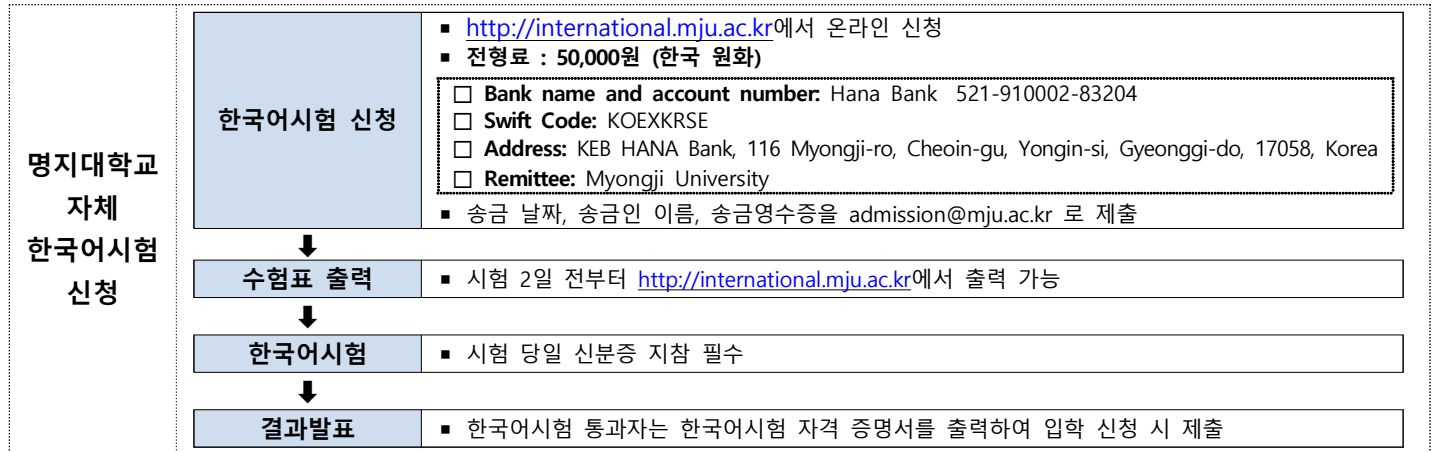 명지대학교
자체
한국어시험
신청
한국어시험 신청
▪ http://international.mju.ac.kr에서 온라인 신청
▪ 전형료 : 50,000원 (한국 원화)
□ Bank name and account number: Hana Bank 521-910002-83204
□ Swift Code: KOEXKRSE
□ Address: KEB HANA Bank, 116 Myongji-ro, Cheoin-gu, Yongin-si, Gyeonggi-do, 17058, Korea
□ Remittee: Myongji University
▪ 송금 날짜, 송금인 이름, 송금영수증을 admission@mju.ac.kr 로 제출
⬇
수험표 출력
▪ 시험 2일 전부터 http://international.mju.ac.kr에서 출력 가능
⬇
한국어시험
▪ 시험 당일 신분증 지참 필수
⬇
결과발표
▪ 한국어시험 통과자는 한국어시험 자격 증명서를 출력하여 입학 신청 시 제출